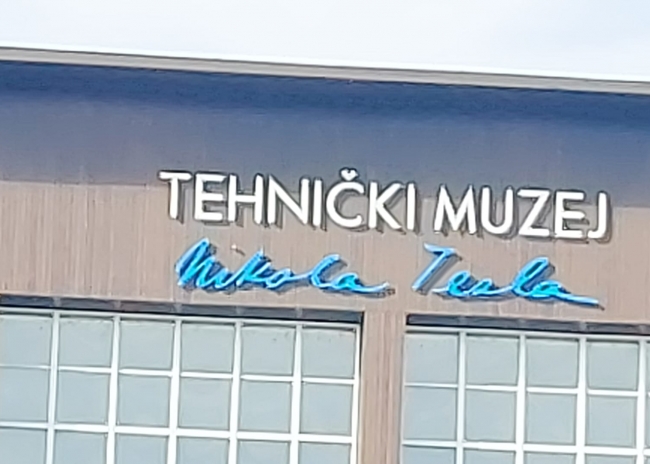 TEHNIČKI MUZEJ
Nikola Tesla